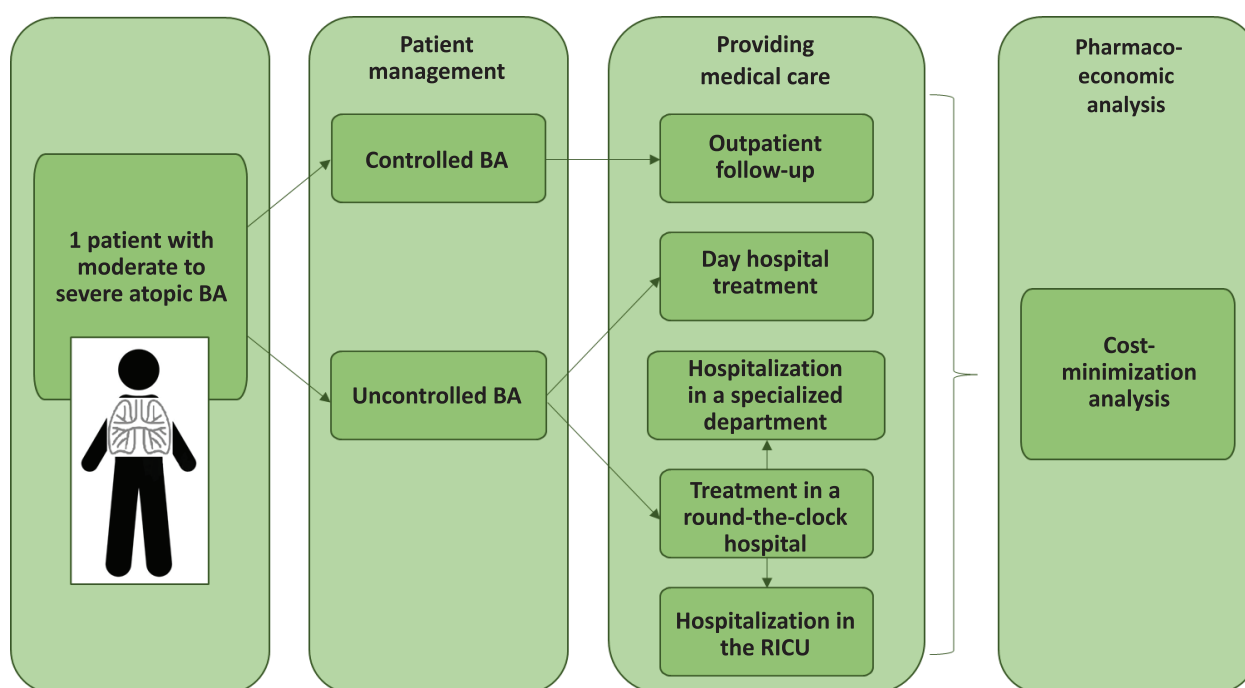 1 patient with
moderate to
severe atopic BA
Patient
management
Controlled BA
Uncontrolled BA
Providing
medical care
Outpatient
follow-up
Day hospital
treatment
Hospitalization
in a specialized
department
Treatment in a
round-the-clock
hospital
Hospitalization in
the RICU
Pharmaco-
economic
analysis
Cost-
minimization
analysis